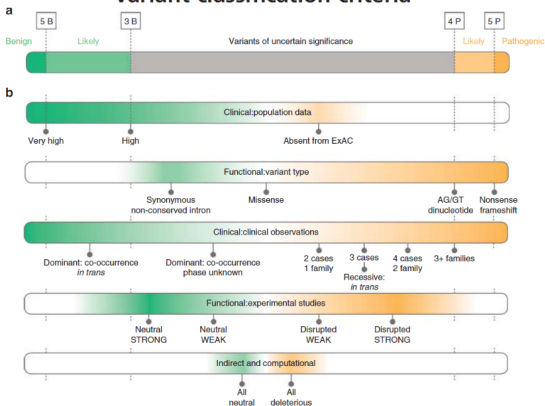 variant classification criteria
a
5 B
3 B
4 P
5 P
Benign
Likely
Variants of uncertain significance
Likely
Pathogenic
b
Clinical:population data
Very high
High
Absent from ExAC
Functional:variant type
Synonymous
non-conserved intron
Missense
AG/GT
dinucleotide
Nonsense
frameshift
Clinical:clinical observations
Dominant: co-occurrence
in trans
Dominant: co-occurrence
phase unknown
2 cases
1 family
3 cases
Recessive:
in trans
4 cases
2 family
3+ families
Functional:experimental studies
Neutral
STRONG
Neutral
WEAK
Disrupted
WEAK
Disrupted
STRONG
Indirect and computational
All
neutral
All
deleterious